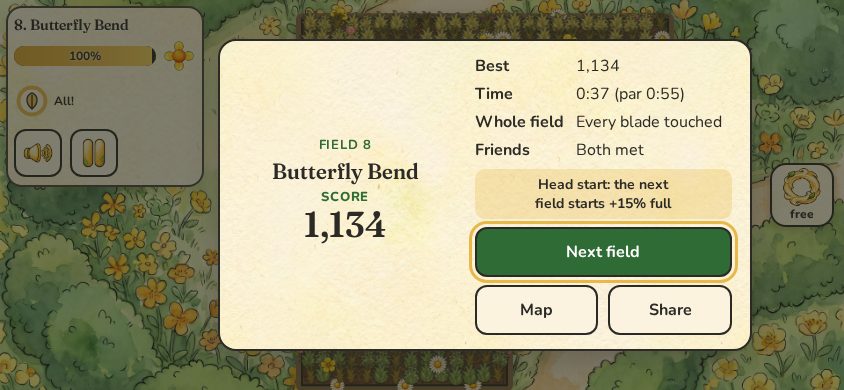 8. Butterfly Bend
100%
All!
FIELD 8
Butterfly Bend
SCORE
1,134
Best 1,134
Time 0:37 (par 0:55)
Whole field Every blade touched
Friends Both met
Head start: the next
field starts +15% full
Next field
Map
Share
free